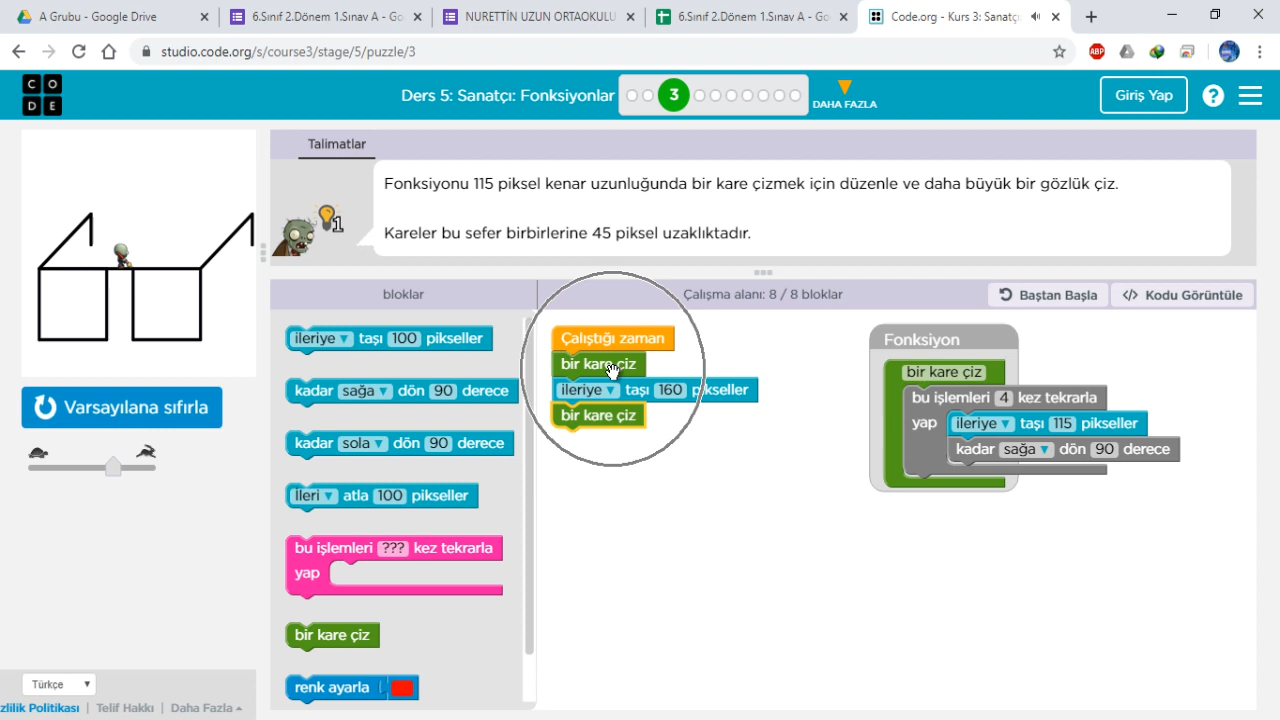 A Grubu - Google Drive
6.Sınıf 2.Dönem 1.Sınav A - G
NURETTİN UZUN ORTAOKULU
6.Sınıf 2.Dönem 1.Sınav A - Go
Code.org - Kurs 3: Sanatçı
studio.code.org/s/course3/stage/5/puzzle/3
ABP
C O
D E
Ders 5: Sanatçı: Fonksiyonlar
3
DAHA FAZLA
Giriş Yap
?
Talimatlar
Fonksiyonu 115 piksel kenar uzunluğunda bir kare çizmek için düzenle ve daha büyük bir gözlük çiz.
1
Kareler bu sefer birbirlerine 45 piksel uzaklıktadır.
bloklar
Çalışma alanı: 8 / 8 bloklar
Baştan Başla
</> Kodu Görüntüle
ileriye taşı 100 pikseller
kadar sağa dön 90 derece
kadar sola dön 90 derece
İleri atla 100 pikseller
bu işlemleri ??? kez tekrarla
yap
bir kare çiz
renk ayarla
Çalıştığı zaman
bir kare çiz
ileriye taşı 160 pikseller
bir kare çiz
Fonksiyon
bir kare çiz
bu işlemleri 4 kez tekrarla
yap ileriye taşı 115 pikseller
kadar sağa dön 90 derece
Varsayılana sıfırla
Türkçe
zlilik Politikası | Telif Hakkı | Daha Fazla